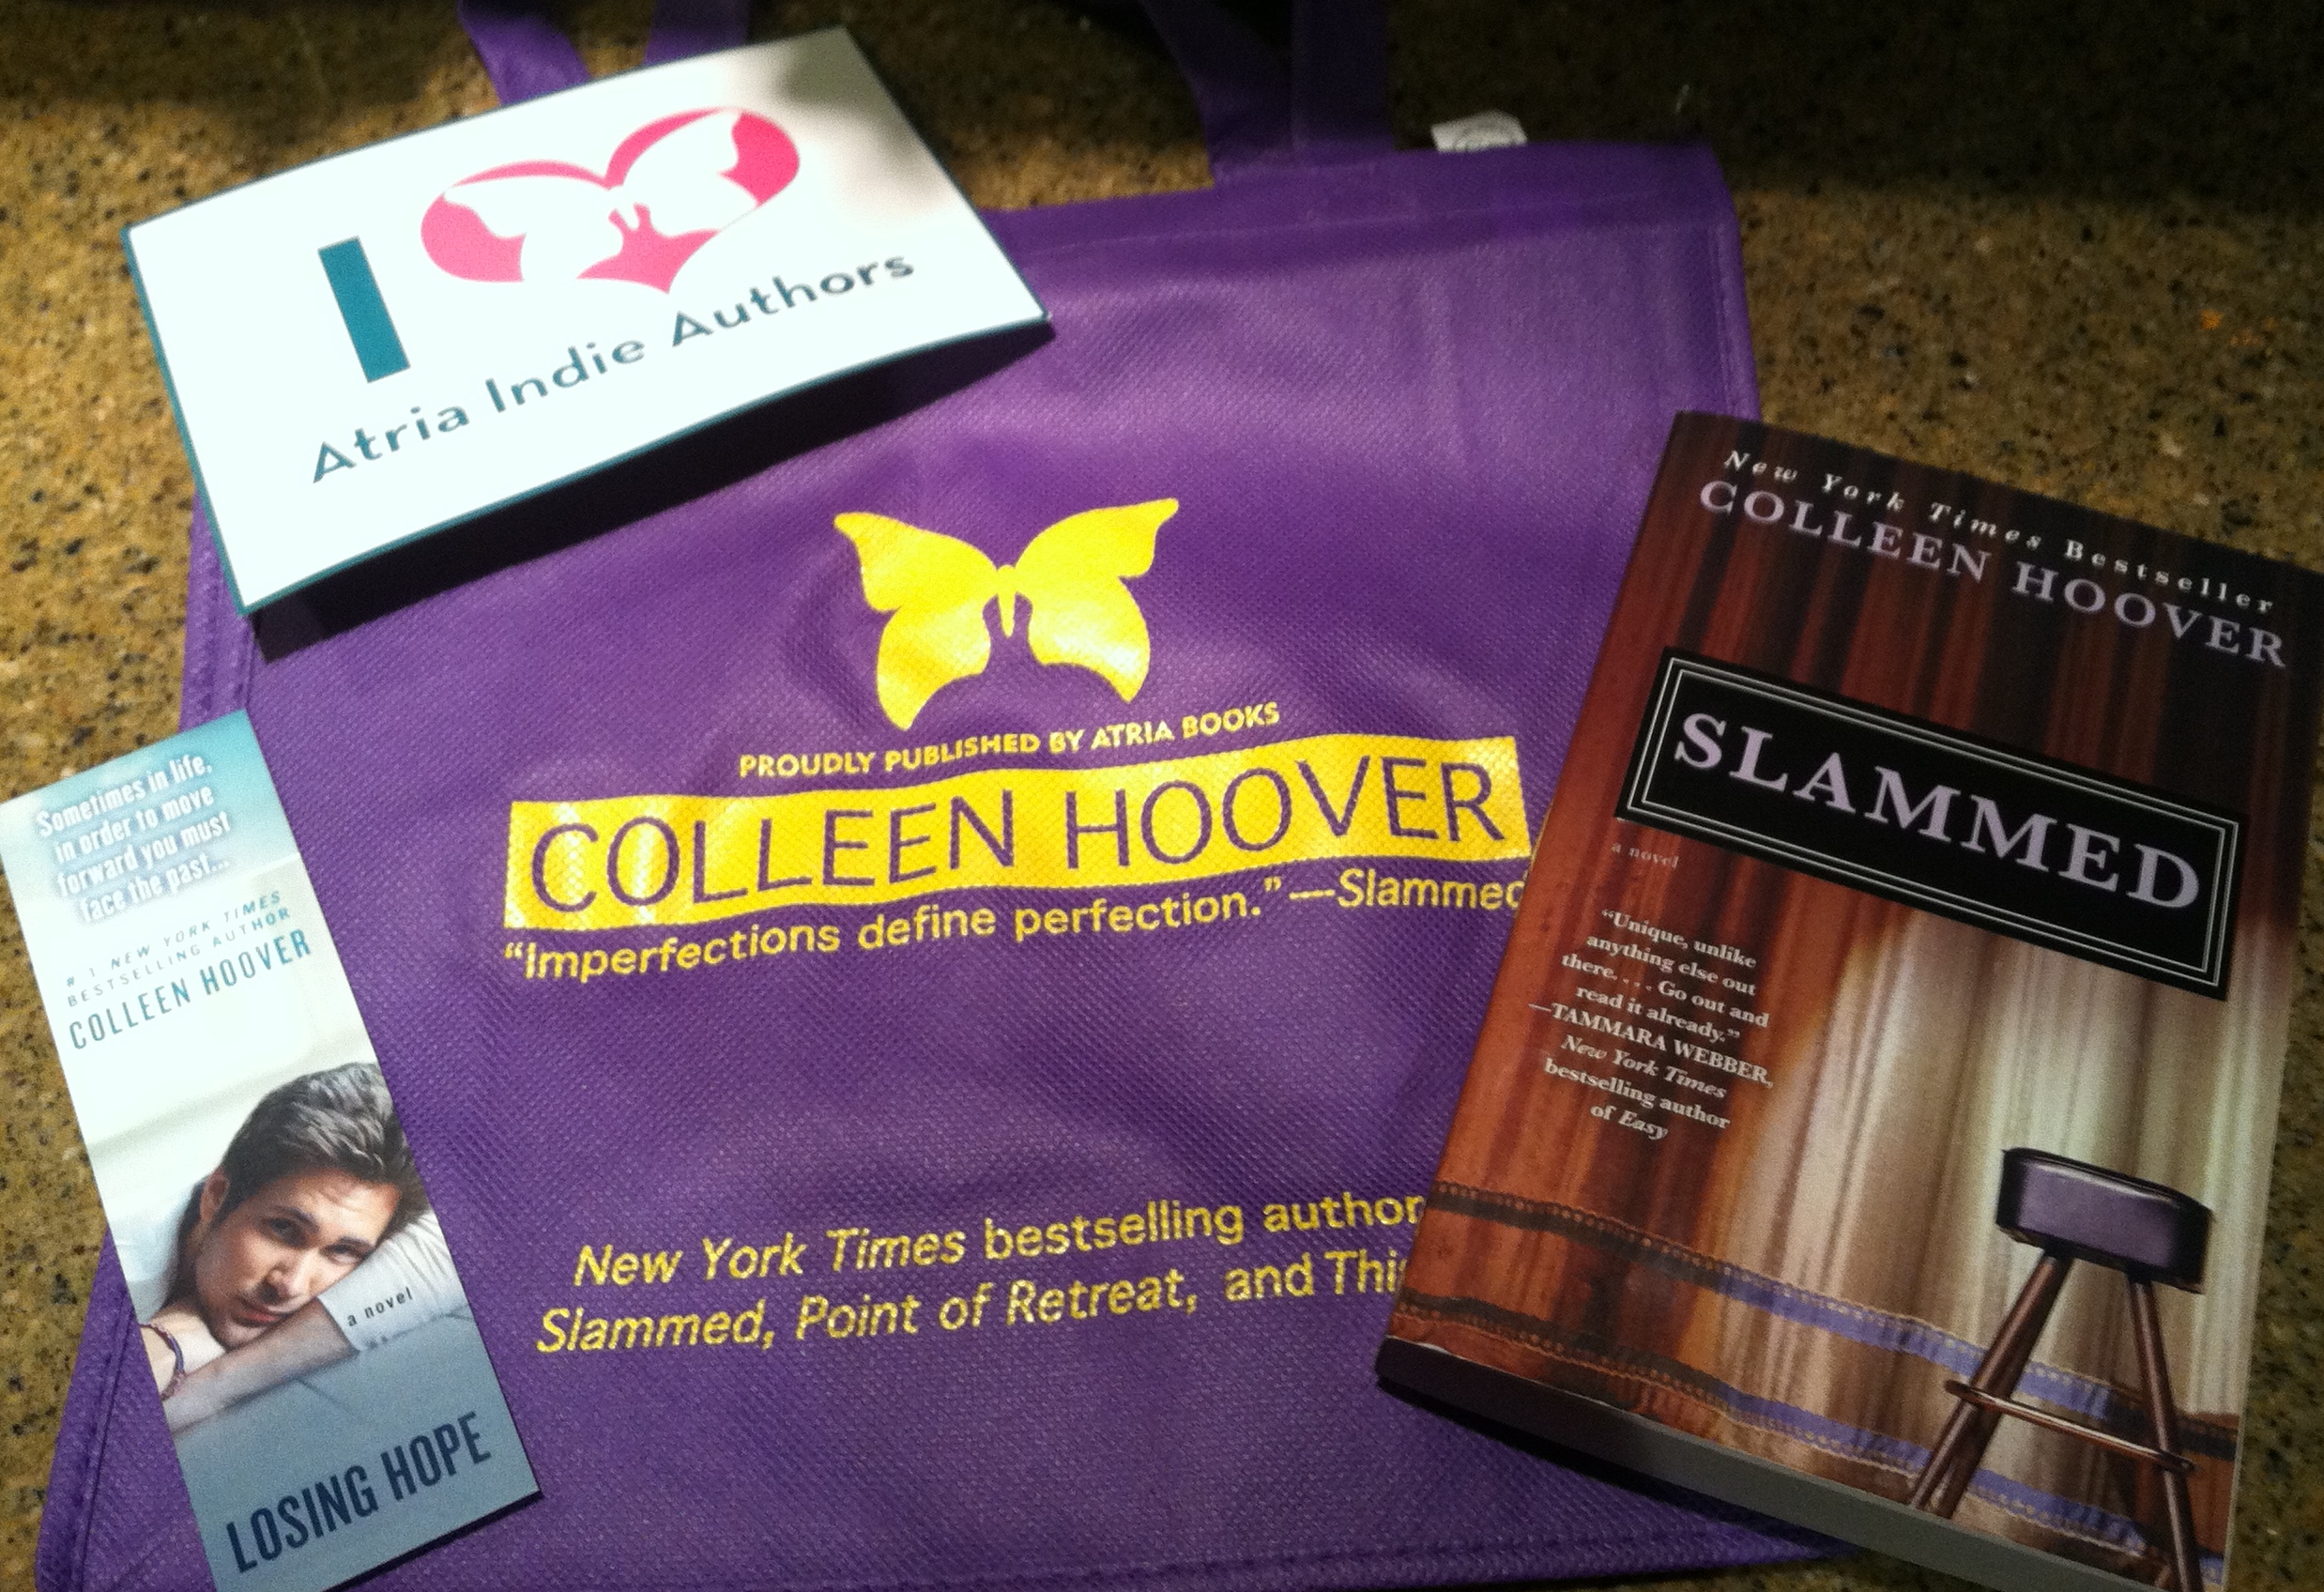 I
Atria Indie Authors
PROUDLY PUBLISHED BY ATRIA BOOKS
COLLEEN HOOVER
“Imperfections define perfection.” —Slammed
New York Times bestselling author
Slammed, Point of Retreat, and This
Sometimes in life,
in order to move
forward you must
face the past...
#1 NEW YORK TIMES
BESTSELLING AUTHOR
COLLEEN HOOVER
a novel
LOSING HOPE
New York Times Bestseller
COLLEEN HOOVER
SLAMMED
a novel
“Unique, unlike
anything else out
there. . . . Go out and
read it already.”
—TAMMARA WEBBER,
New York Times
bestselling author
of Easy